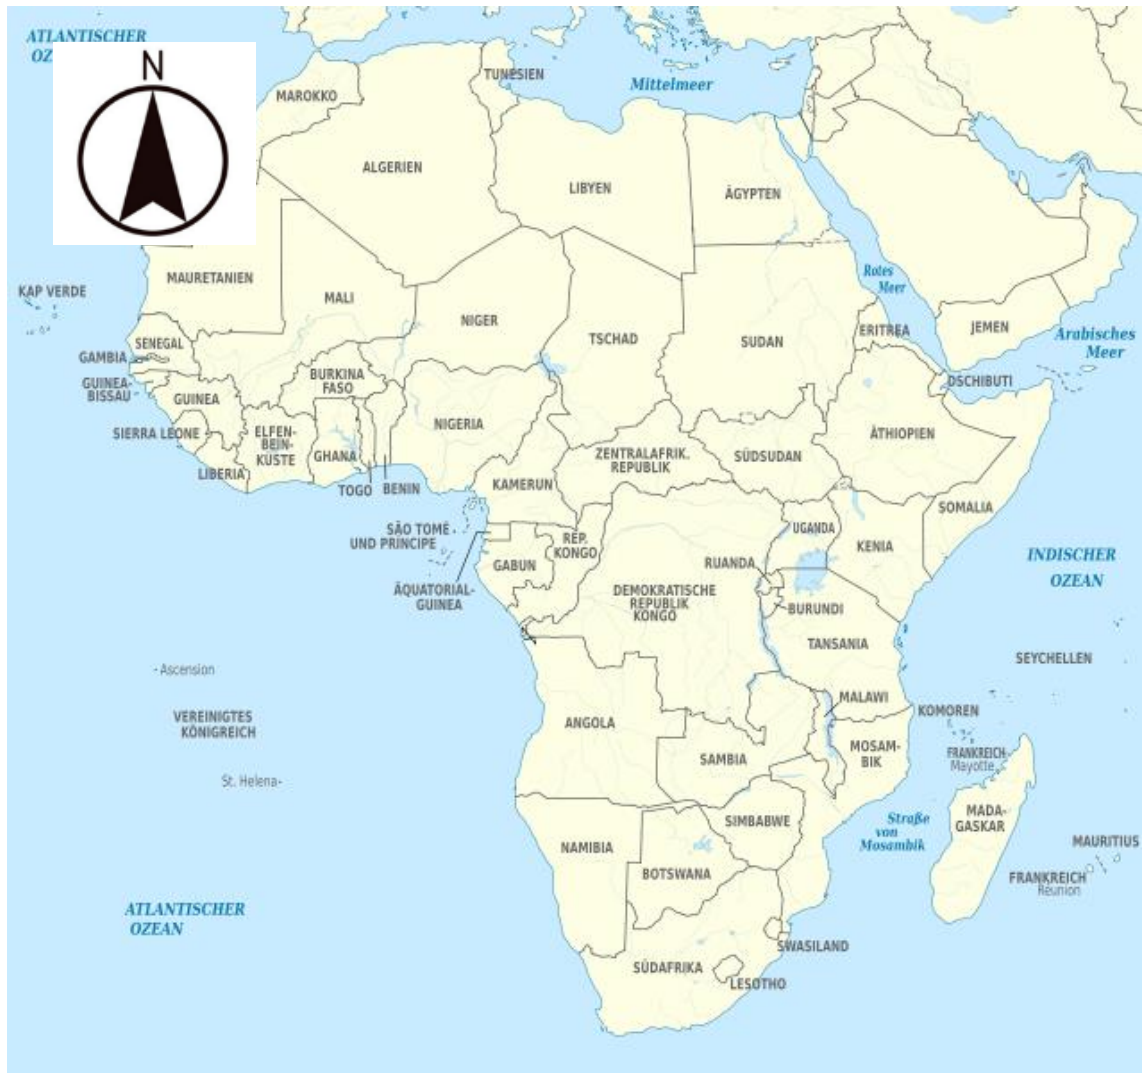 ATLANTISCHER
N
TUNESIEN
Mittelmeer
MAROKKO
ALGERIEN
LIBYEN
ÄGYPTEN
MAURETANIEN
KAP VERDE
MALI
NIGER
TSCHAD
SUDAN
Rotes
Meer
ERITREA
JEMEN
Arabisches
Meer
SENEGAL
GAMBIA
GUINEA-
BISSAU
GUINEA
BURKINA
FASO
DSCHIBUTI
SIERRA LEONE
ELFEN-
BEIN-
KÜSTE
GHANA
NIGERIA
ÄTHIOPIEN
LIBERIA
TOGO
BENIN
KAMERUN
ZENTRALAFRIK.
REPUBLIK
SÜDSUDAN
SOMALIA
SÃO TOMÉ
UND PRÍNCIPE
ÄQUATORIAL-
GUINEA
GABUN
REP.
KONGO
UGANDA
KENIA
RUANDA
DEMOKRATISCHE
REPUBLIK
KONGO
BURUNDI
TANSANIA
INDISCHER
OZEAN
SEYCHELLEN
Ascension
VEREINIGTES
KÖNIGREICH
St. Helena
ANGOLA
SAMBIA
MALAWI
MOSAM-
BIK
KOMOREN
FRANKREICH
Mayotte
MADA-
GASKAR
Straße
von
Mosambik
MAURITIUS
FRANKREICH
Réunion
SIMBABWE
NAMIBIA
BOTSWANA
ATLANTISCHER
OZEAN
SWASILAND
SÜDAFRIKA
LESOTHO